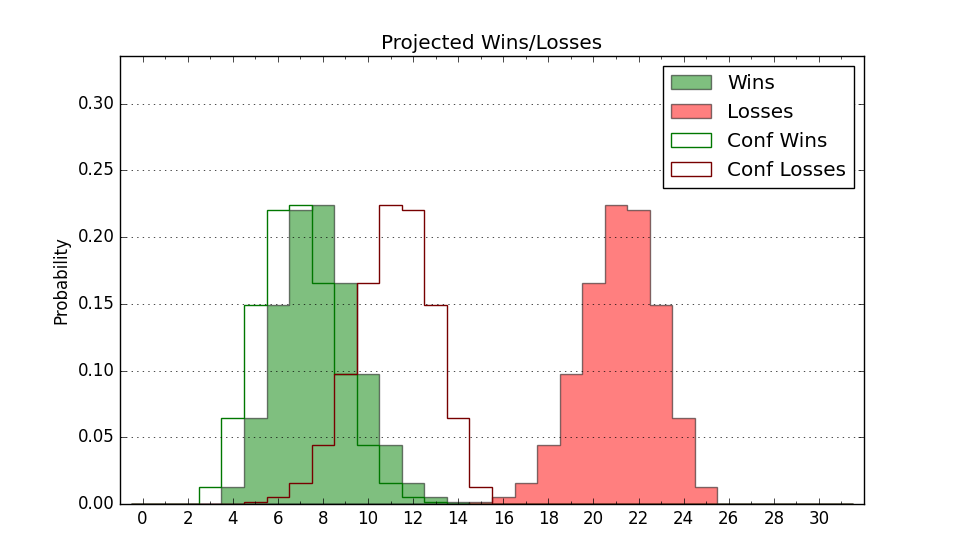 Projected Wins/Losses
Probability
0.30
0.25
0.20
0.15
0.10
0.05
0.00
0 2 4 6 8 10 12 14 16 18 20 22 24 26 28 30
Wins
Losses
Conf Wins
Conf Losses